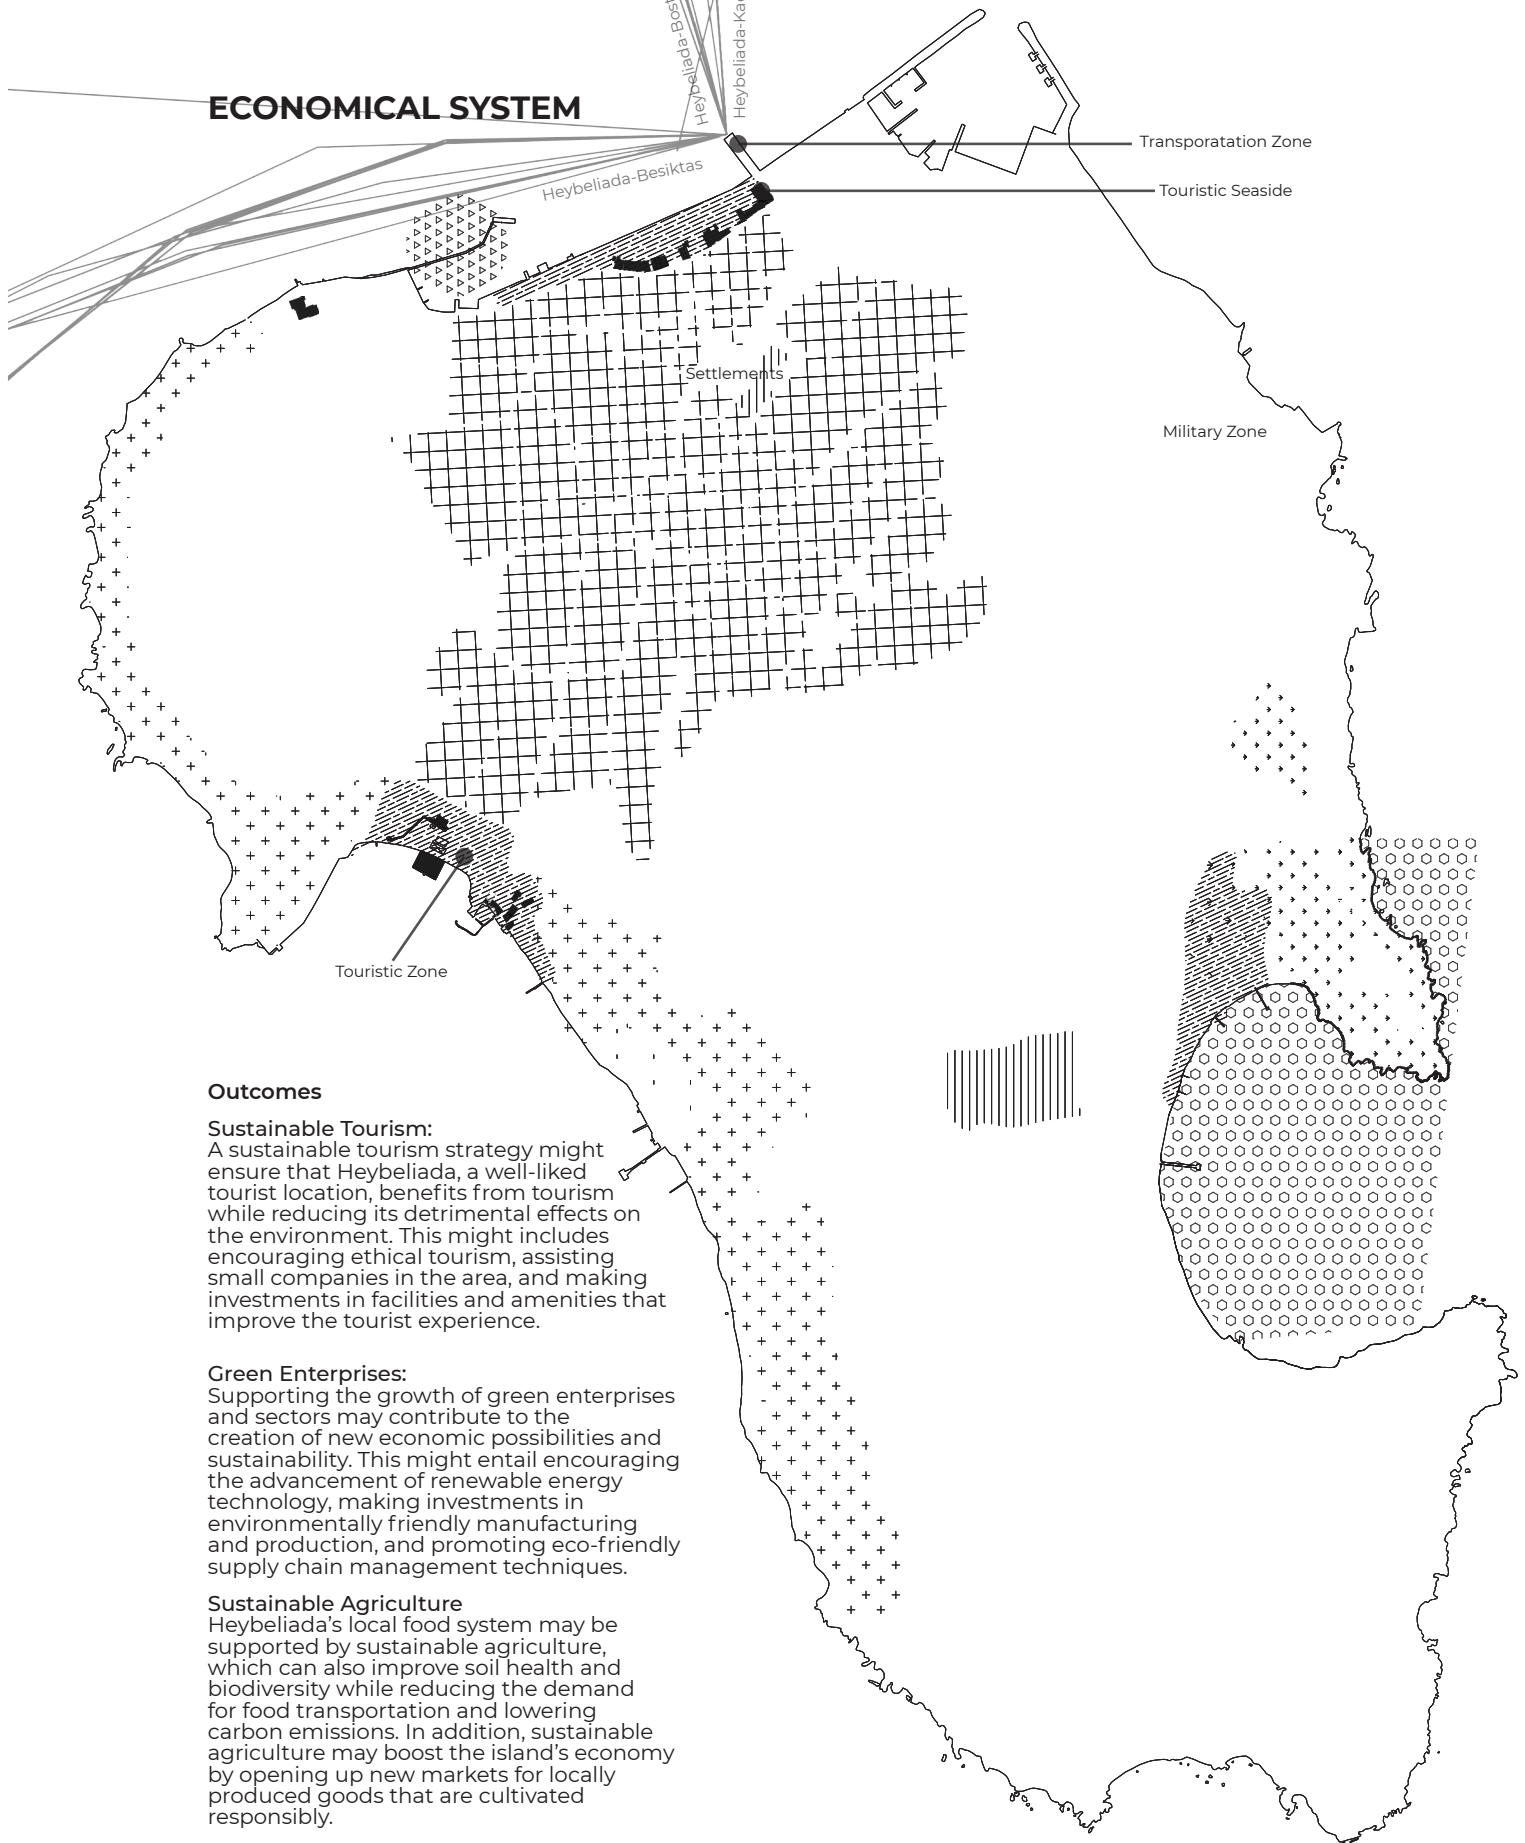 Heybeliada-Kad
ECONOMICAL SYSTEM
Transporatation Zone
Heybeliada-Besiktas
Touristic Seaside
Settlements
Military Zone
Touristic Zone
Outcomes
Sustainable Tourism:
A sustainable tourism strategy might
ensure that Heybeliada, a well-liked
tourist location, benefits from tourism
while reducing its detrimental effects on
the environment. This might includes
encouraging ethical tourism, assisting
small companies in the area, and making
investments in facilities and amenities that
improve the tourist experience.
Green Enterprises:
Supporting the growth of green enterprises
and sectors may contribute to the
creation of new economic possibilities and
sustainability. This might entail encouraging
the advancement of renewable energy
technology, making investments in
environmentally friendly manufacturing
and production, and promoting eco-friendly
supply chain management techniques.
Sustainable Agriculture
Heybeliada’s local food system may be
supported by sustainable agriculture,
which can also improve soil health and
biodiversity while reducing the demand
for food transportation and lowering
carbon emissions. In addition, sustainable
agriculture may boost the island’s economy
by opening up new markets for locally
produced goods that are cultivated
responsibly.